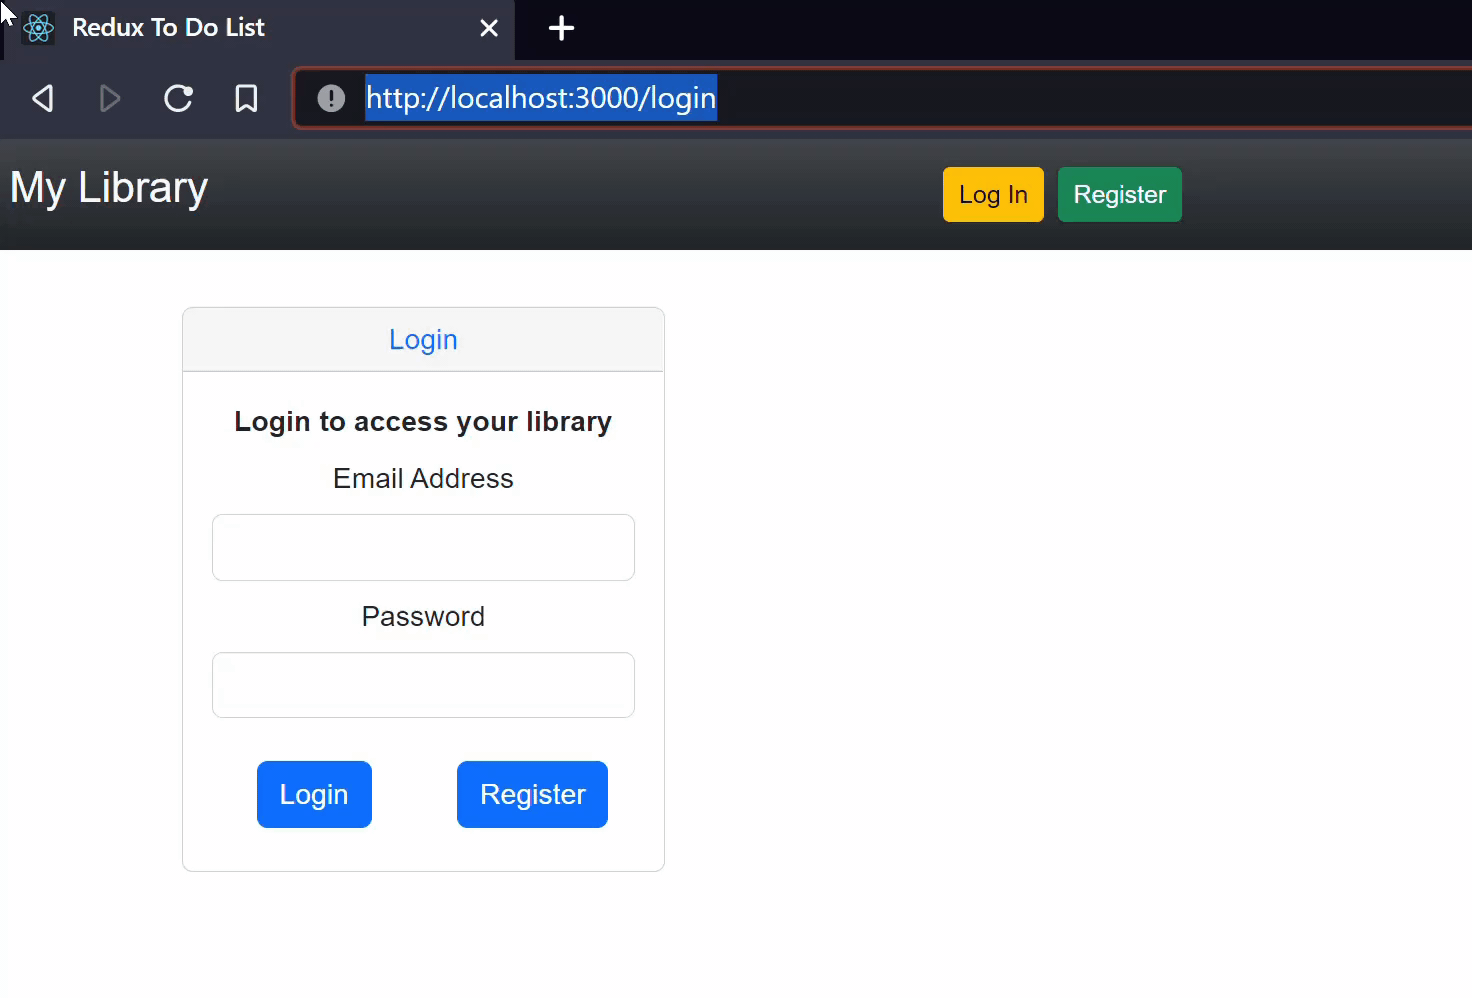 Redux To Do List
http://localhost:3000/login
My Library
Log In
Register
Login
Login to access your library
Email Address
Password
Login
Register